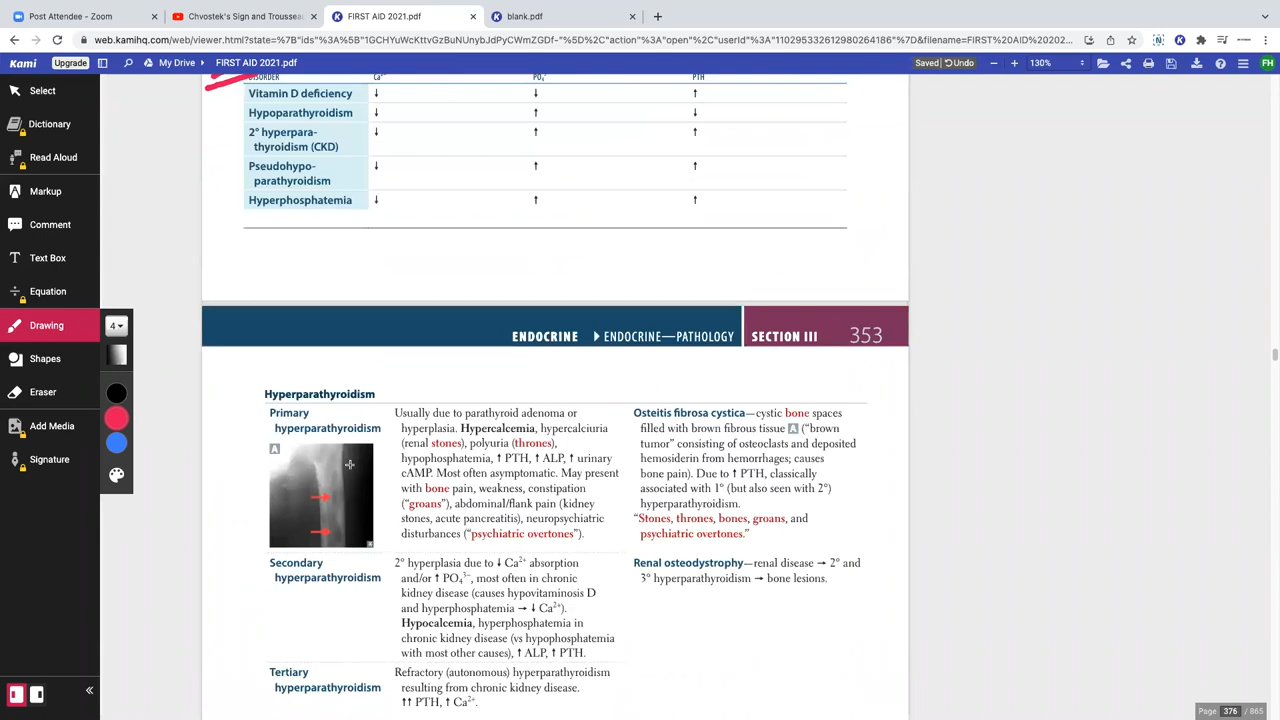 Post Attendee - Zoom
Chvostek's Sign and Trousseau
FIRST AID 2021.pdf
blank.pdf
web.kamihq.com/web/viewer.html?state=%7B"ids"%3A%5B"1GCHYuWcKttvGzBuNUnybJdPyCWmZGDf-"%5D%2C"action"%3A"open"%2C"userId"%3A"110295332612980264186"%7D&filename=FIRST%20AID%20202...
Kami
Upgrade
My Drive
FIRST AID 2021.pdf
Saved
Undo
130%
FH
Select
Dictionary
Read Aloud
Markup
Comment
Text Box
Equation
Drawing
4
Shapes
Eraser
Add Media
Signature
DISORDER Ca²⁺ PO₄³⁻ PTH
Vitamin D deficiency ↓ ↓ ↑
Hypoparathyroidism ↓ ↑ ↓
2° hyperpara- ↓ ↑ ↑
thyroidism (CKD)
Pseudohypo- ↓ ↑ ↑
parathyroidism
Hyperphosphatemia ↓ ↑ ↑
ENDOCRINE ▶ ENDOCRINE—PATHOLOGY SECTION III 353
Hyperparathyroidism
Primary
hyperparathyroidism
A
Usually due to parathyroid adenoma or
hyperplasia. Hypercalcemia, hypercalciuria
(renal stones), polyuria (thrones),
hypophosphatemia, ↑ PTH, ↑ ALP, ↑ urinary
cAMP. Most often asymptomatic. May present
with bone pain, weakness, constipation
("groans"), abdominal/flank pain (kidney
stones, acute pancreatitis), neuropsychiatric
disturbances ("psychiatric overtones").
Osteitis fibrosa cystica—cystic bone spaces
filled with brown fibrous tissue A ("brown
tumor" consisting of osteoclasts and deposited
hemosiderin from hemorrhages; causes
bone pain). Due to ↑ PTH, classically
associated with 1° (but also seen with 2°)
hyperparathyroidism.
"Stones, thrones, bones, groans, and
psychiatric overtones."
Secondary
hyperparathyroidism
2° hyperplasia due to ↓ Ca²⁺ absorption
and/or ↑ PO₄³⁻, most often in chronic
kidney disease (causes hypovitaminosis D
and hyperphosphatemia → ↓ Ca²⁺).
Hypocalcemia, hyperphosphatemia in
chronic kidney disease (vs hypophosphatemia
with most other causes), ↑ ALP, ↑ PTH.
Renal osteodystrophy—renal disease → 2° and
3° hyperparathyroidism → bone lesions.
Tertiary
hyperparathyroidism
Refractory (autonomous) hyperparathyroidism
resulting from chronic kidney disease.
↑↑ PTH, ↑ Ca²⁺.
Page 376 / 865